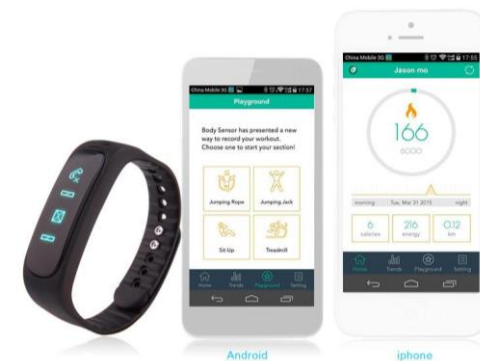 China Mobile 3G 17:57
Playground
Body Sensor has presented a new
way to record your workout.
Choose one to start your section!
Jumping Rope Jumping Jack
Sit Up Treadmill
Home Trends Playground Setting
Android
China Mobile 3G 17:55
Jason mo
166
6000
morning Tue, Mar 31 2015 night
6 216 0.12
calories energy km
Home Trends Playground Setting
iphone